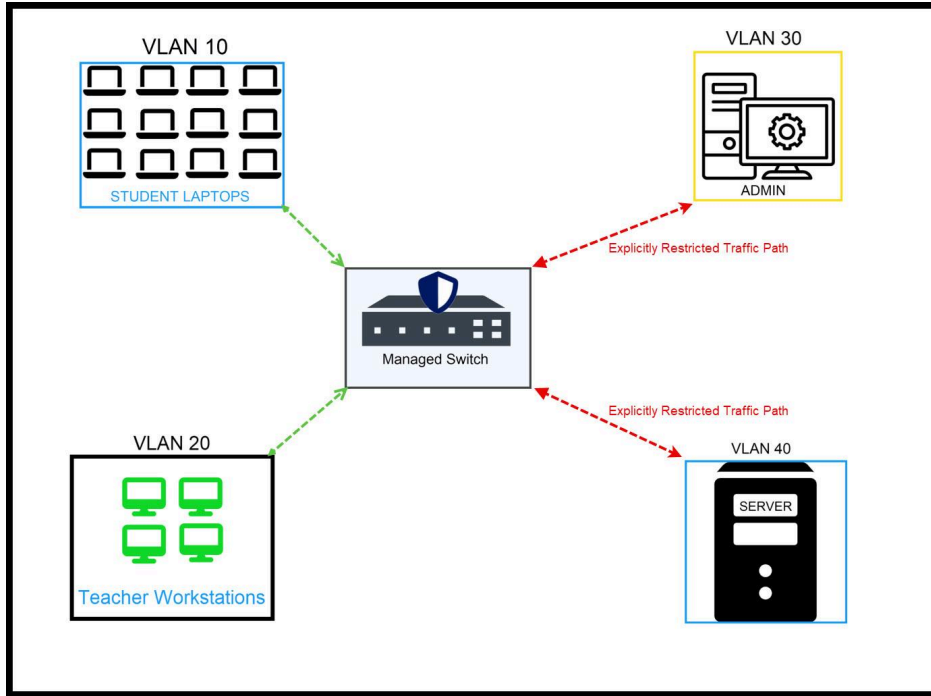 VLAN 10
STUDENT LAPTOPS
VLAN 30
ADMIN
Explicitly Restricted Traffic Path
Managed Switch
Explicitly Restricted Traffic Path
VLAN 20
Teacher Workstations
VLAN 40
SERVER